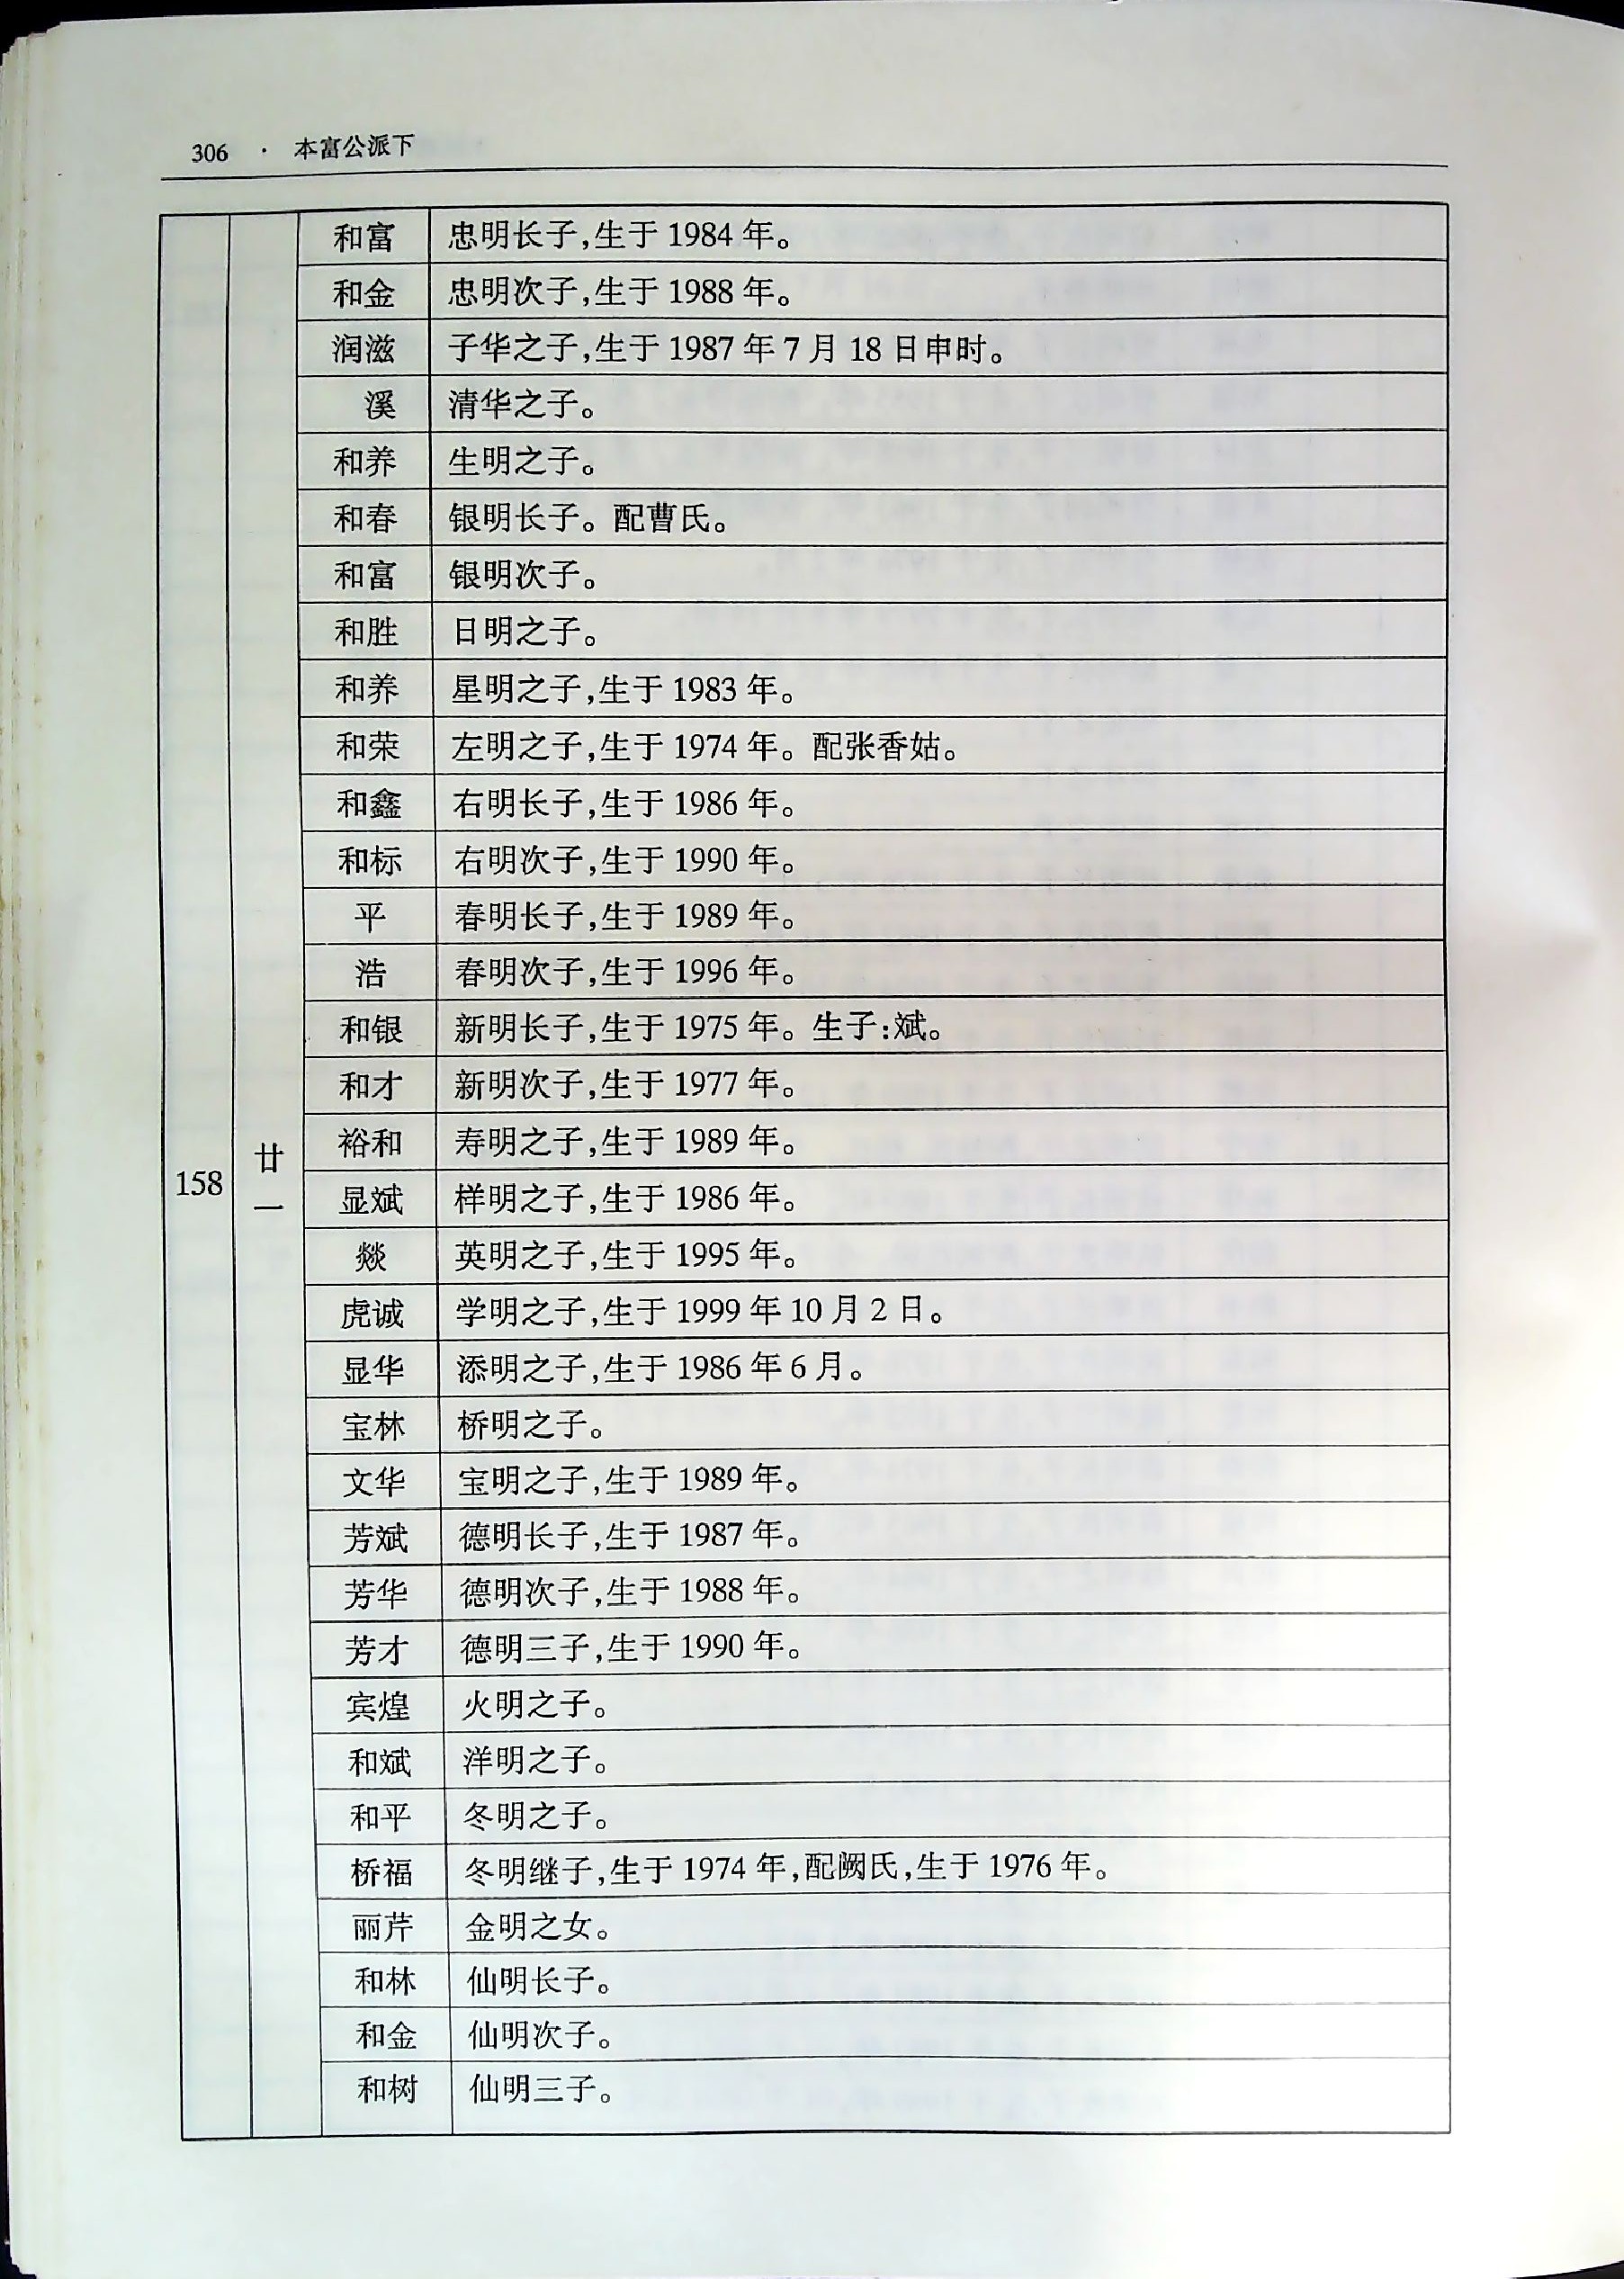 306 · 本富公派下
和富 忠明长子,生于 1984 年。
和金 忠明次子,生于 1988 年。
润滋 子华之子,生于 1987 年 7 月 18 日申时。
溪 清华之子。
和养 生明之子。
和春 银明长子。配曹氏。
和富 银明次子。
和胜 日明之子。
和养 星明之子,生于 1983 年。
和荣 左明之子,生于 1974 年。配张香姑。
和鑫 右明长子,生于 1986 年。
和标 右明次子,生于 1990 年。
平 春明长子,生于 1989 年。
浩 春明次子,生于 1996 年。
和银 新明长子,生于 1975 年。生子:斌。
和才 新明次子,生于 1977 年。
158 廿一
裕和 寿明之子,生于 1989 年。
显斌 样明之子,生于 1986 年。
燚 英明之子,生于 1995 年。
虎诚 学明之子,生于 1999 年 10 月 2 日。
显华 添明之子,生于 1986 年 6 月。
宝林 桥明之子。
文华 宝明之子,生于 1989 年。
芳斌 德明长子,生于 1987 年。
芳华 德明次子,生于 1988 年。
芳才 德明三子,生于 1990 年。
宾煌 火明之子。
和斌 洋明之子。
和平 冬明之子。
桥福 冬明继子,生于 1974 年,配阙氏,生于 1976 年。
丽芹 金明之女。
和林 仙明长子。
和金 仙明次子。
和树 仙明三子。